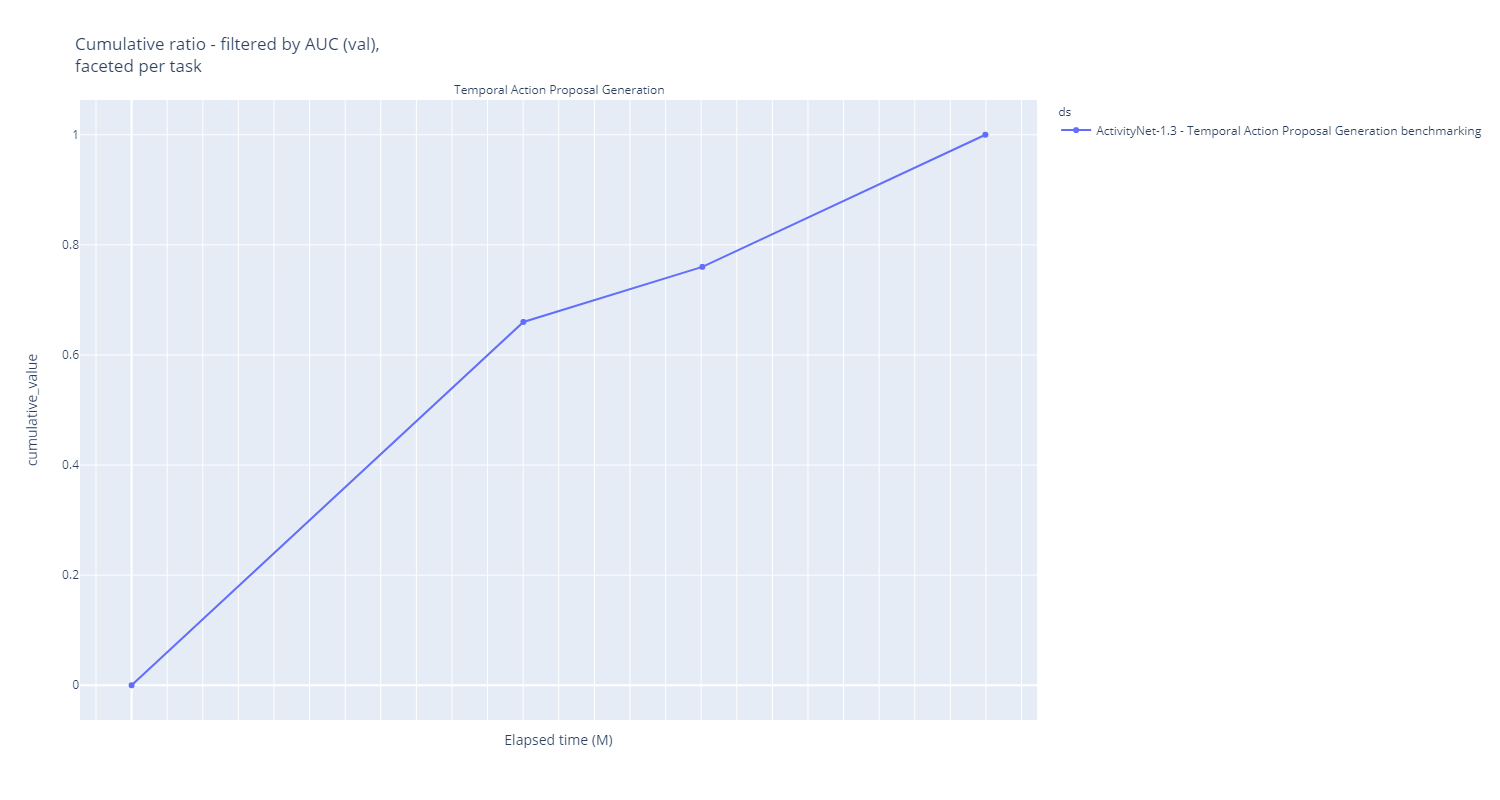 Cumulative ratio - filtered by AUC (val),
faceted per task
Temporal Action Proposal Generation
ds
ActivityNet-1.3 - Temporal Action Proposal Generation benchmarking
1
0.8
0.6
0.4
0.2
0
cumulative_value
Elapsed time (M)